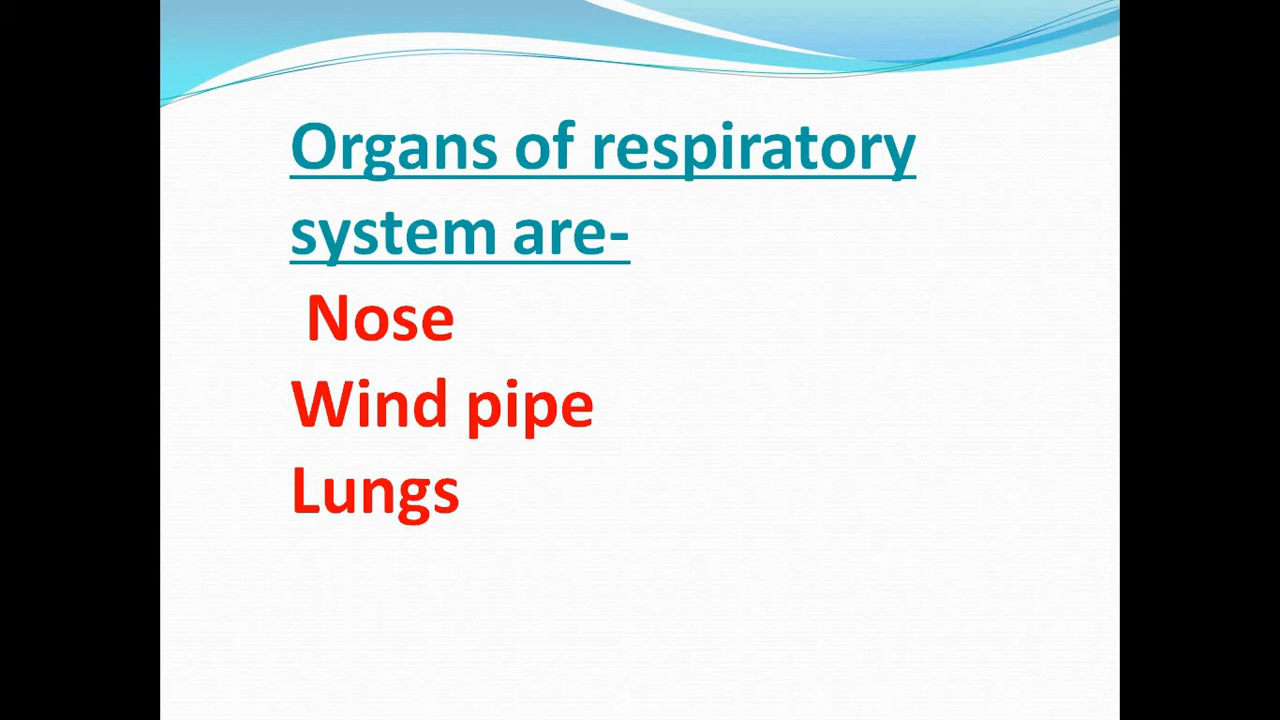 Organs of respiratory
system are-
Nose
Wind pipe
Lungs